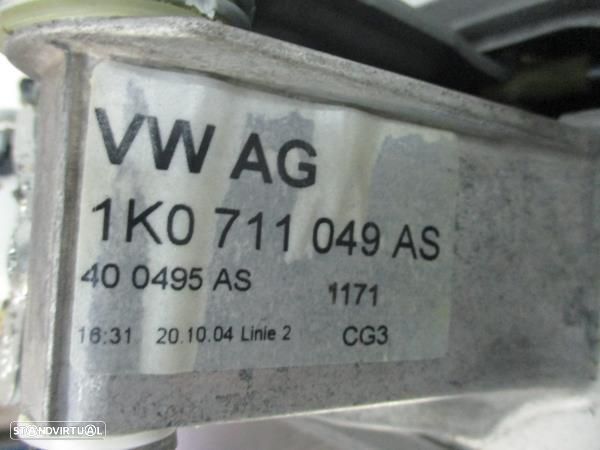 VW AG
1K0 711 049 AS
40 0495 AS 1171
16:31 20.10.04 Linie 2 CG3
STANDVIRTUAL